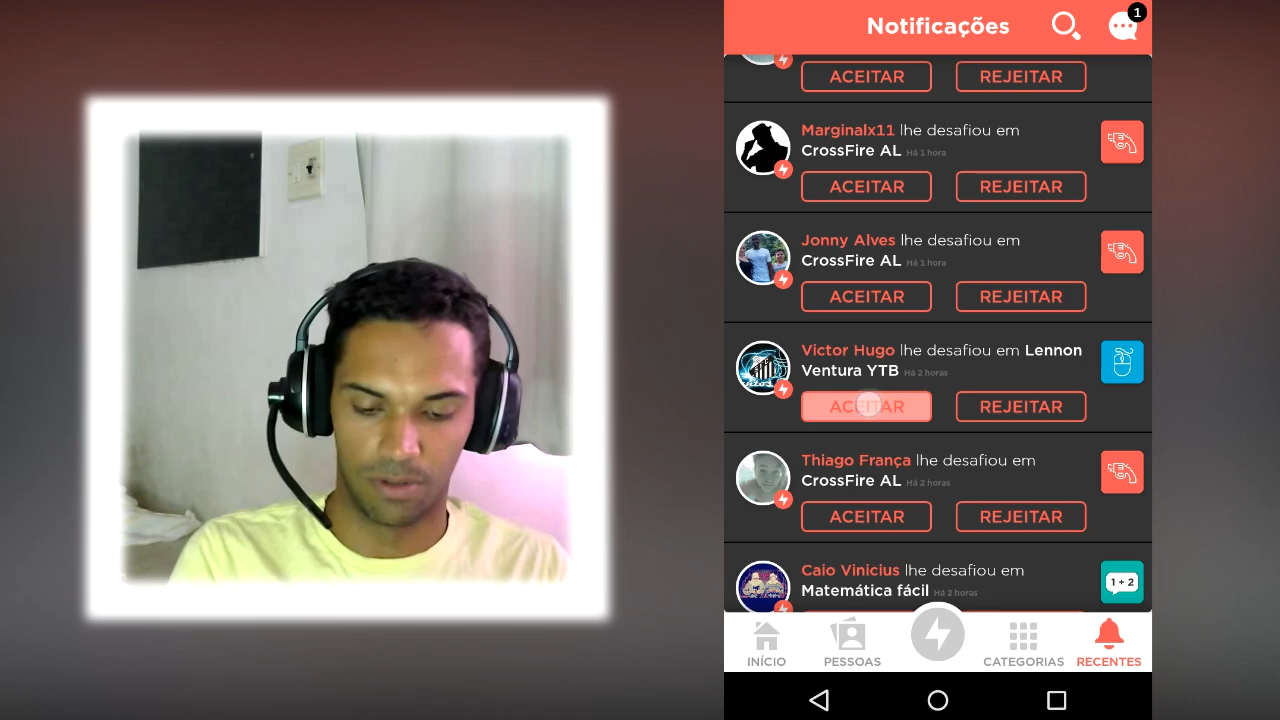 Notificações
1
ACEITAR REJEITAR
Marginalx11 lhe desafiou em
CrossFire AL Há 1 hora
ACEITAR REJEITAR
Jonny Alves lhe desafiou em
CrossFire AL Há 1 hora
ACEITAR REJEITAR
Victor Hugo lhe desafiou em Lennon
Ventura YTB Há 2 horas
ACEITAR REJEITAR
Thiago França lhe desafiou em
CrossFire AL Há 2 horas
ACEITAR REJEITAR
Caio Vinicius lhe desafiou em
Matemática fácil Há 2 horas
1 + 2
INÍCIO PESSOAS CATEGORIAS RECENTES